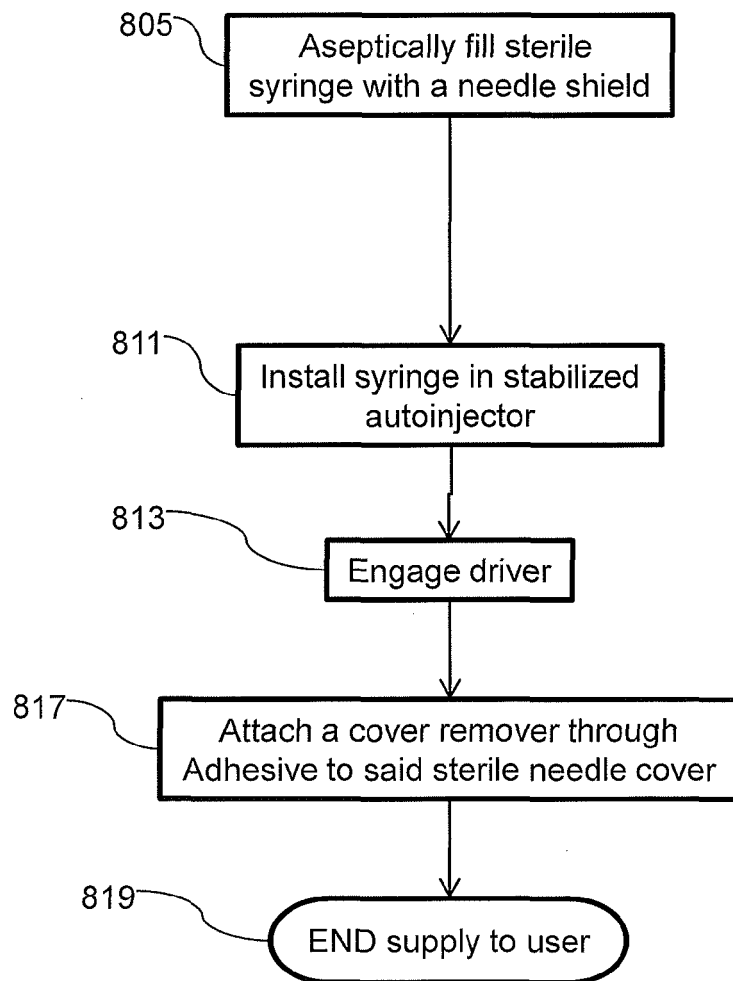 805
Aseptically fill sterile
syringe with a needle shield
811
Install syringe in stabilized
autoinjector
813
Engage driver
817
Attach a cover remover through
Adhesive to said sterile needle cover
819
END supply to user